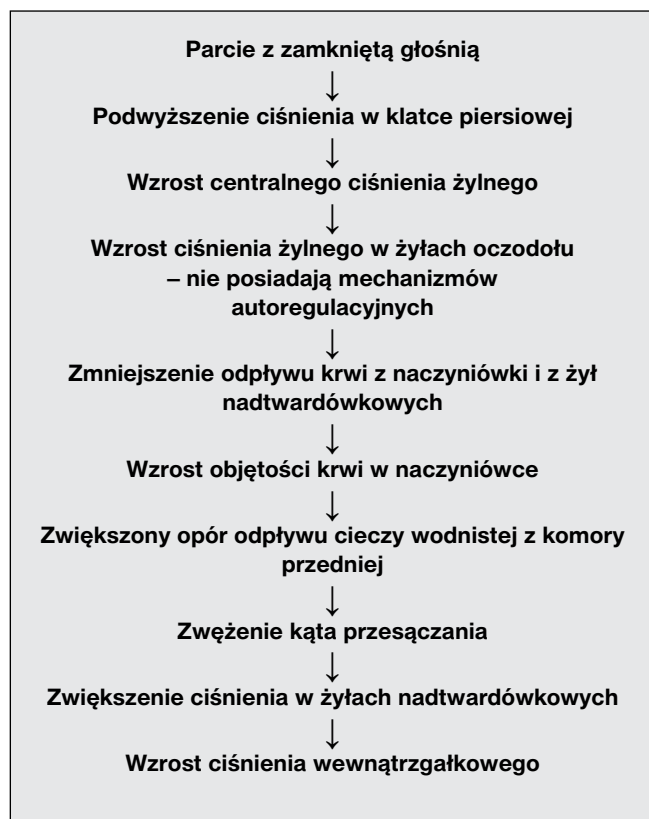 Parcie z zamkniętą głośnią
↓
Podwyższenie ciśnienia w klatce piersiowej
↓
Wzrost centralnego ciśnienia żylnego
↓
Wzrost ciśnienia żylnego w żyłach oczodołu
– nie posiadają mechanizmów
autoregulacyjnych
↓
Zmniejszenie odpływu krwi z naczyniówki i z żył
nadtwardówkowych
↓
Wzrost objętości krwi w naczyniówce
↓
Zwiększony opór odpływu cieczy wodnistej z komory
przedniej
↓
Zwężenie kąta przesączania
↓
Zwiększenie ciśnienia w żyłach nadtwardówkowych
↓
Wzrost ciśnienia wewnątrzgałkowego